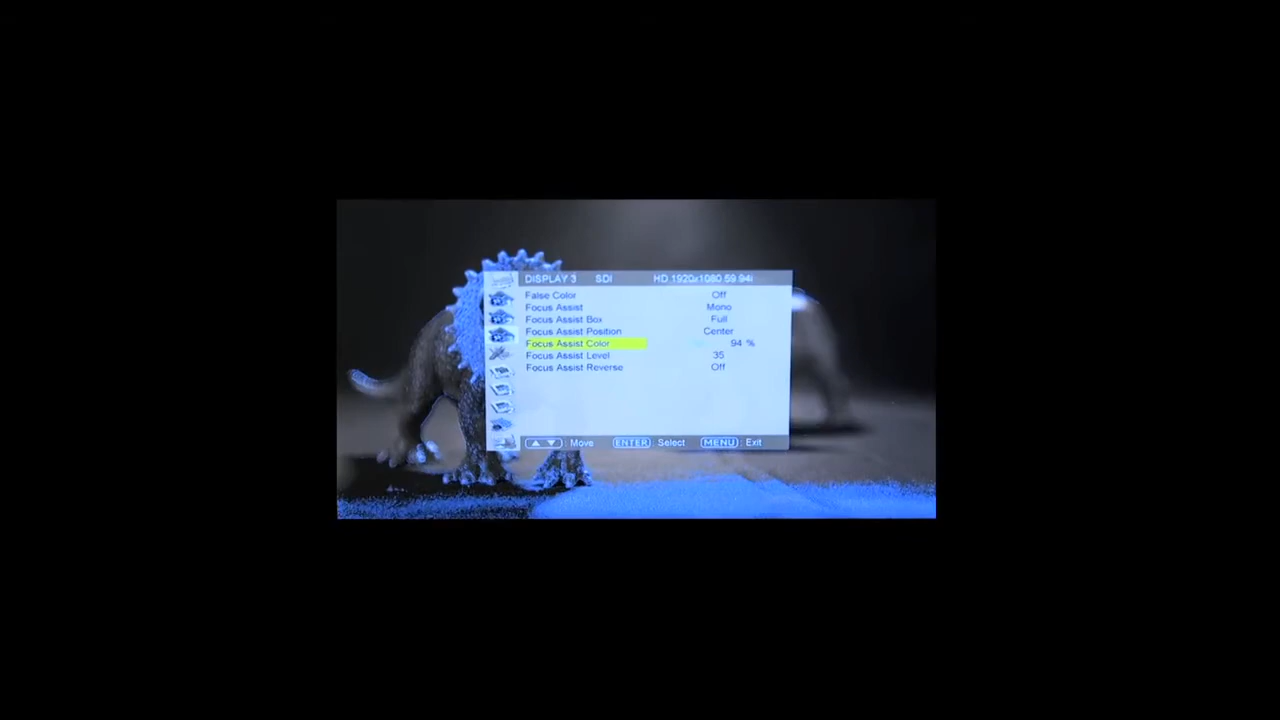 DISPLAY 3 SDI HD 1920x1080 59.94i
False Color Off
Focus Assist Mono
Focus Assist Box Full
Focus Assist Position Center
Focus Assist Color 94 %
Focus Assist Level 35
Focus Assist Reverse Off
▲ ▼ : Move ENTER : Select MENU : Exit